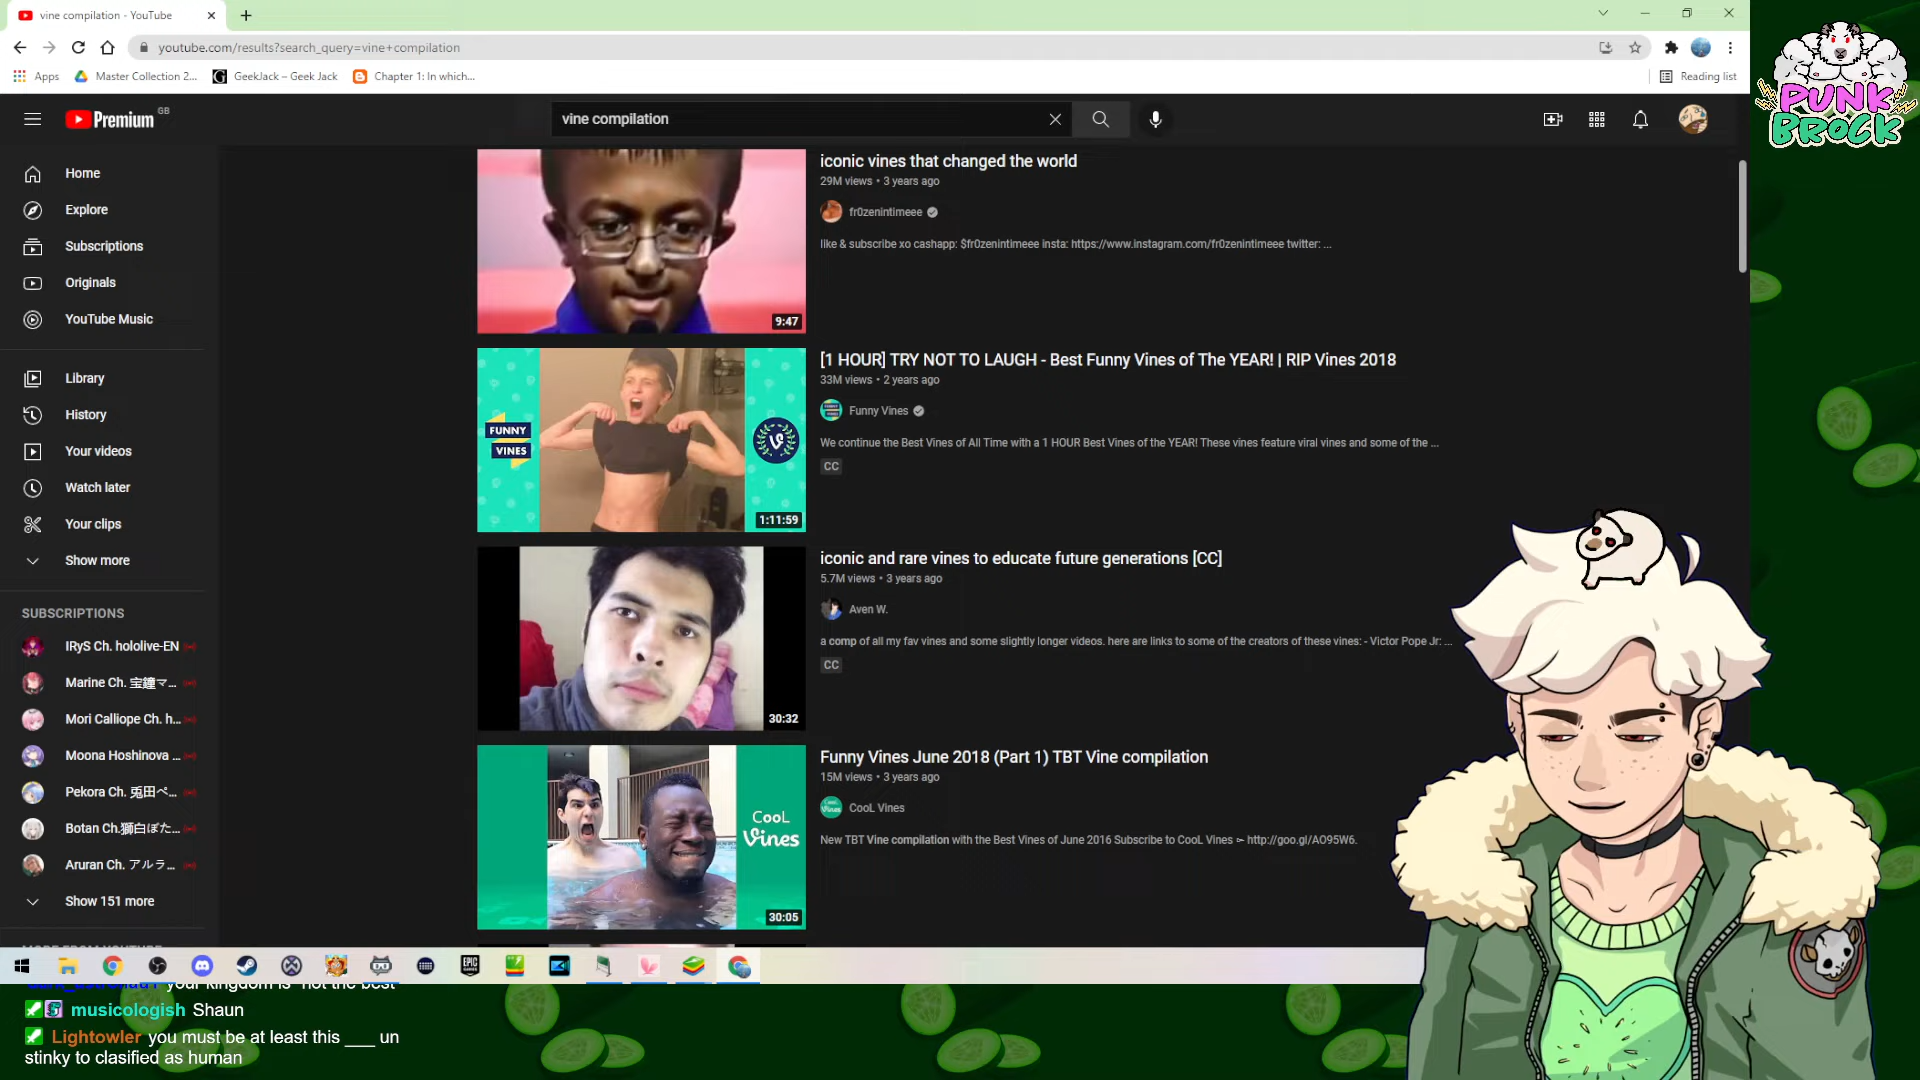 vine compilation - YouTube
youtube.com/results?search_query=vine+compilation
Apps
Master Collection 2...
GeekJack – Geek Jack
Chapter 1: In which...
Reading list
PUNK
BROCK
Premium GB
vine compilation
Home
Explore
Subscriptions
Originals
YouTube Music
Library
History
Your videos
Watch later
Your clips
Show more
SUBSCRIPTIONS
IRyS Ch. hololive-EN
Marine Ch. 宝鐘マ...
Mori Calliope Ch. h...
Moona Hoshinova ...
Pekora Ch. 兎田ペ...
Botan Ch.獅白ぼた...
Aruran Ch. アルラ...
Show 151 more
MORE FROM YOUTUBE
9:47
iconic vines that changed the world
29M views • 3 years ago
fr0zenintimeee
like & subscribe xo cashapp: $fr0zenintimeee insta: https://www.instagram.com/fr0zenintimeee twitter: ...
FUNNY
VINES
1:11:59
[1 HOUR] TRY NOT TO LAUGH - Best Funny Vines of The YEAR! | RIP Vines 2018
33M views • 2 years ago
Funny Vines
We continue the Best Vines of All Time with a 1 HOUR Best Vines of the YEAR! These vines feature viral vines and some of the ...
CC
30:32
iconic and rare vines to educate future generations [CC]
5.7M views • 3 years ago
Aven W.
a comp of all my fav vines and some slightly longer videos. here are links to some of the creators of these vines: - Victor Pope Jr: ...
CC
CooL
Vines
30:05
Funny Vines June 2018 (Part 1) TBT Vine compilation
15M views • 3 years ago
CooL Vines
New TBT Vine compilation with the Best Vines of June 2016 Subscribe to CooL Vines ➣ http://goo.gl/AO95W6.
EPIC
GAMES
your kingdom is not the best
musicologish Shaun
Lightowler you must be at least this ___ un
stinky to clasified as human